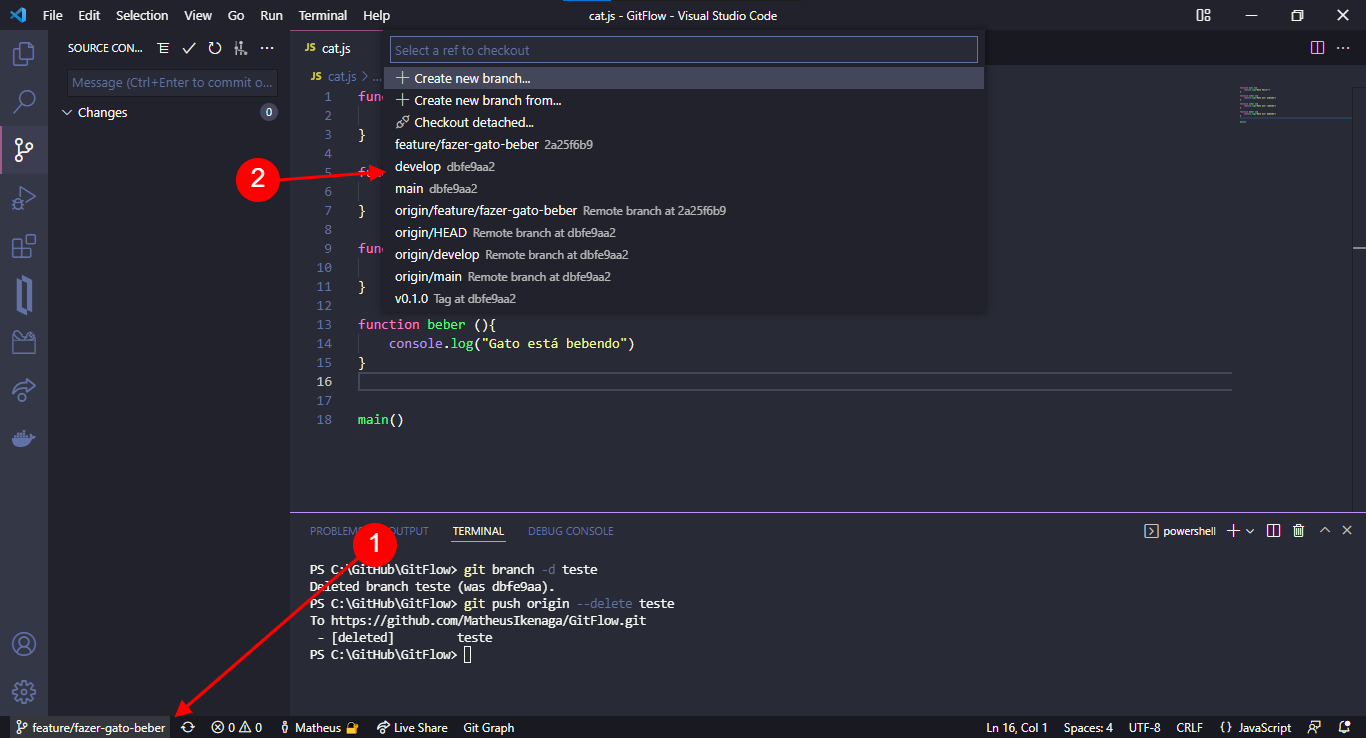 File Edit Selection View Go Run Terminal Help
cat.js - GitFlow - Visual Studio Code
SOURCE CON...
Message (Ctrl+Enter to commit o...
Changes 0
JS cat.js
JS cat.js > ...
Select a ref to checkout
Create new branch...
Create new branch from...
Checkout detached...
feature/fazer-gato-beber 2a25f6b9
develop dbfe9aa2
main dbfe9aa2
origin/feature/fazer-gato-beber Remote branch at 2a25f6b9
origin/HEAD Remote branch at dbfe9aa2
origin/develop Remote branch at dbfe9aa2
origin/main Remote branch at dbfe9aa2
v0.1.0 Tag at dbfe9aa2
2
1 func
2
3 }
4
5
6
7 }
8
9 func
10
11 }
12
13 function beber (){
14 console.log("Gato está bebendo")
15 }
16
17
18 main()
OUTPUT TERMINAL DEBUG CONSOLE
powershell
1
PS C:\GitHub\GitFlow> git branch -d teste
Deleted branch teste (was dbfe9aa).
PS C:\GitHub\GitFlow> git push origin --delete teste
To https://github.com/MatheusIkenaga/GitFlow.git
- [deleted] teste
PS C:\GitHub\GitFlow>
feature/fazer-gato-beber 0 0 Matheus Live Share Git Graph
Ln 16, Col 1 Spaces: 4 UTF-8 CRLF {} JavaScript